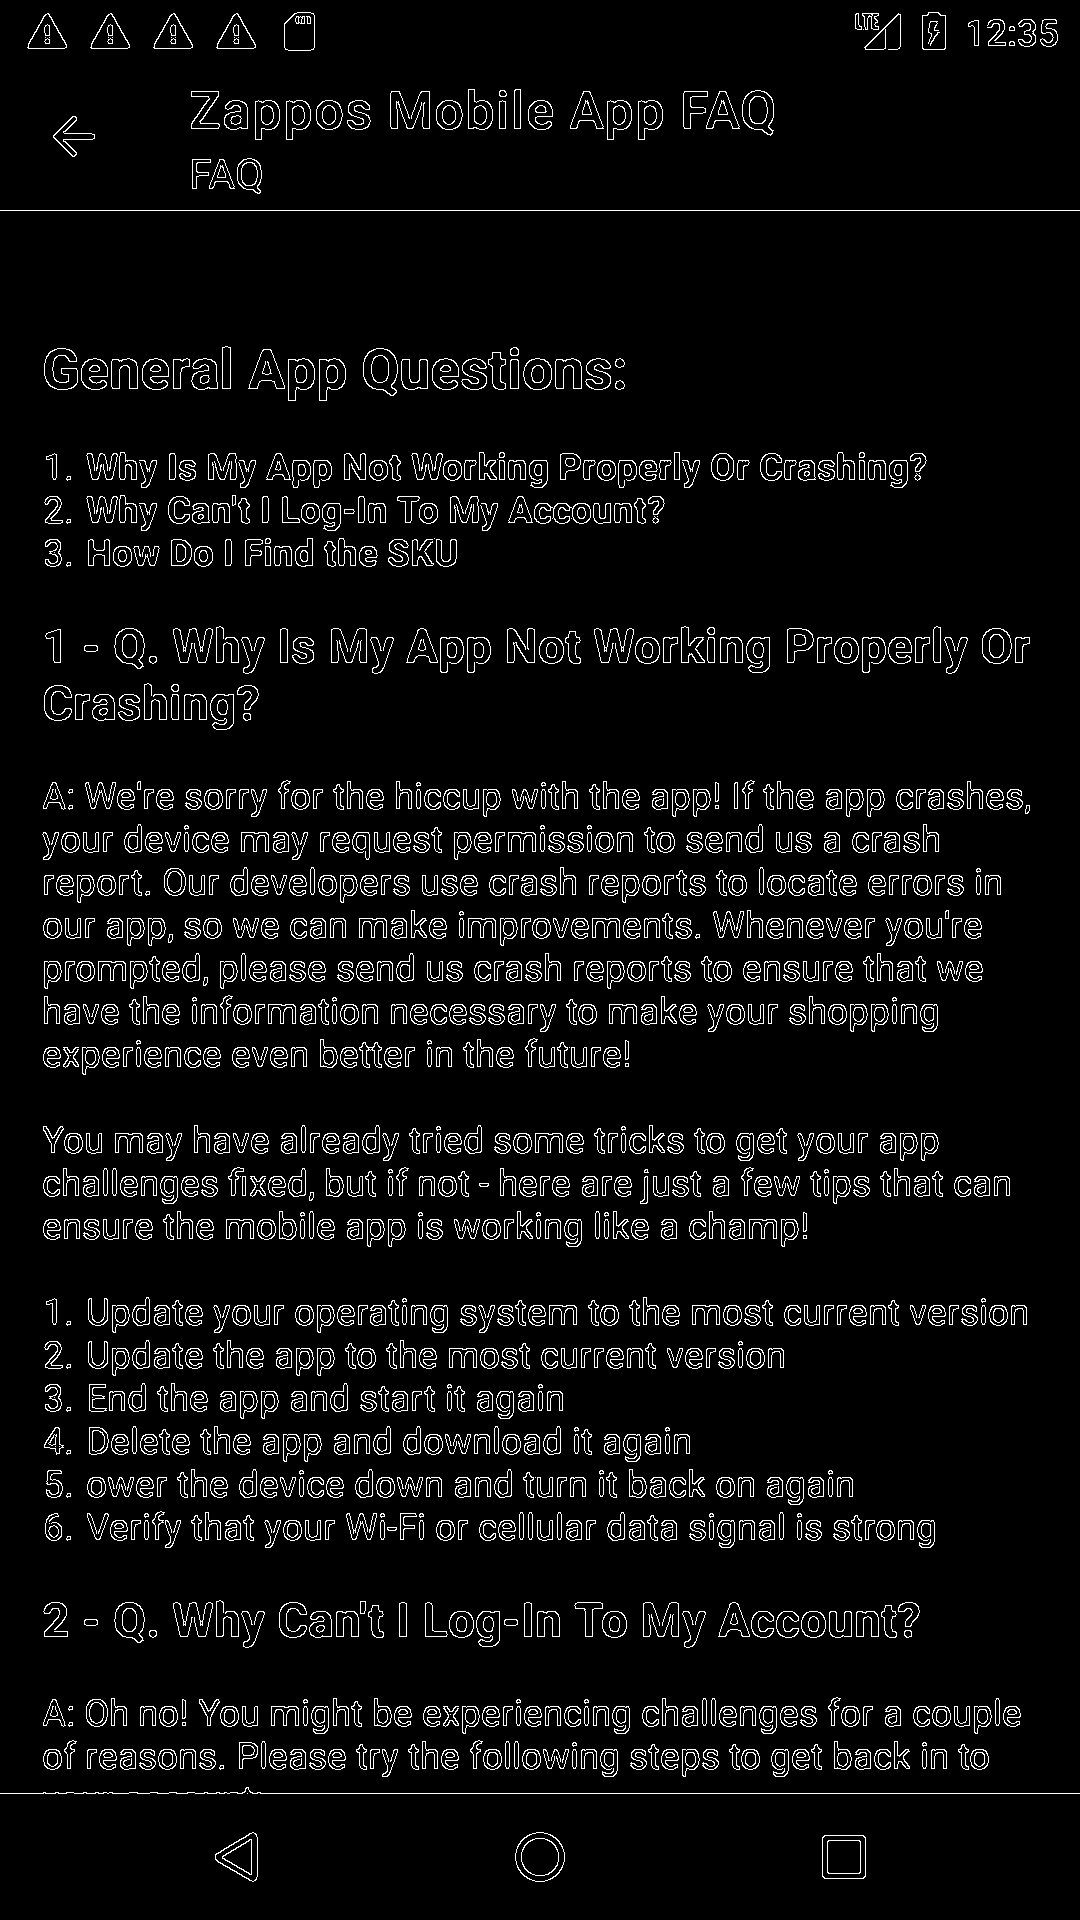 LTE 12:35
Zappos Mobile App FAQ
FAQ
General App Questions:
1. Why Is My App Not Working Properly Or Crashing?
2. Why Can't I Log-In To My Account?
3. How Do I Find the SKU
1 - Q. Why Is My App Not Working Properly Or
Crashing?
A: We're sorry for the hiccup with the app! If the app crashes,
your device may request permission to send us a crash
report. Our developers use crash reports to locate errors in
our app, so we can make improvements. Whenever you're
prompted, please send us crash reports to ensure that we
have the information necessary to make your shopping
experience even better in the future!
You may have already tried some tricks to get your app
challenges fixed, but if not - here are just a few tips that can
ensure the mobile app is working like a champ!
1. Update your operating system to the most current version
2. Update the app to the most current version
3. End the app and start it again
4. Delete the app and download it again
5. ower the device down and turn it back on again
6. Verify that your Wi-Fi or cellular data signal is strong
2 - Q. Why Can't I Log-In To My Account?
A: Oh no! You might be experiencing challenges for a couple
of reasons. Please try the following steps to get back in to